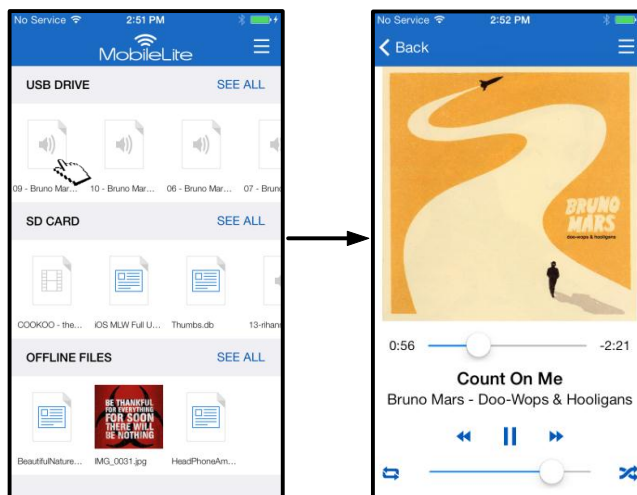 No Service 2:51 PM
MobileLite
USB DRIVE SEE ALL
09 - Bruno Mar... 10 - Bruno Mar... 06 - Bruno Mar... 07 - Brun
SD CARD SEE ALL
COOKOO - the... iOS MLW Full U... Thumbs.db 13-rihan
OFFLINE FILES SEE ALL
BE THANKFUL
FOR EVERYTHING
FOR SOON
THERE WILL
BE NOTHING
BeautifulNature... IMG_0031.jpg HeadPhoneAm...
No Service 2:52 PM
Back
BRUNO
MARS
doo-wops & hooligans
0:56 -2:21
Count On Me
Bruno Mars - Doo-Wops & Hooligans